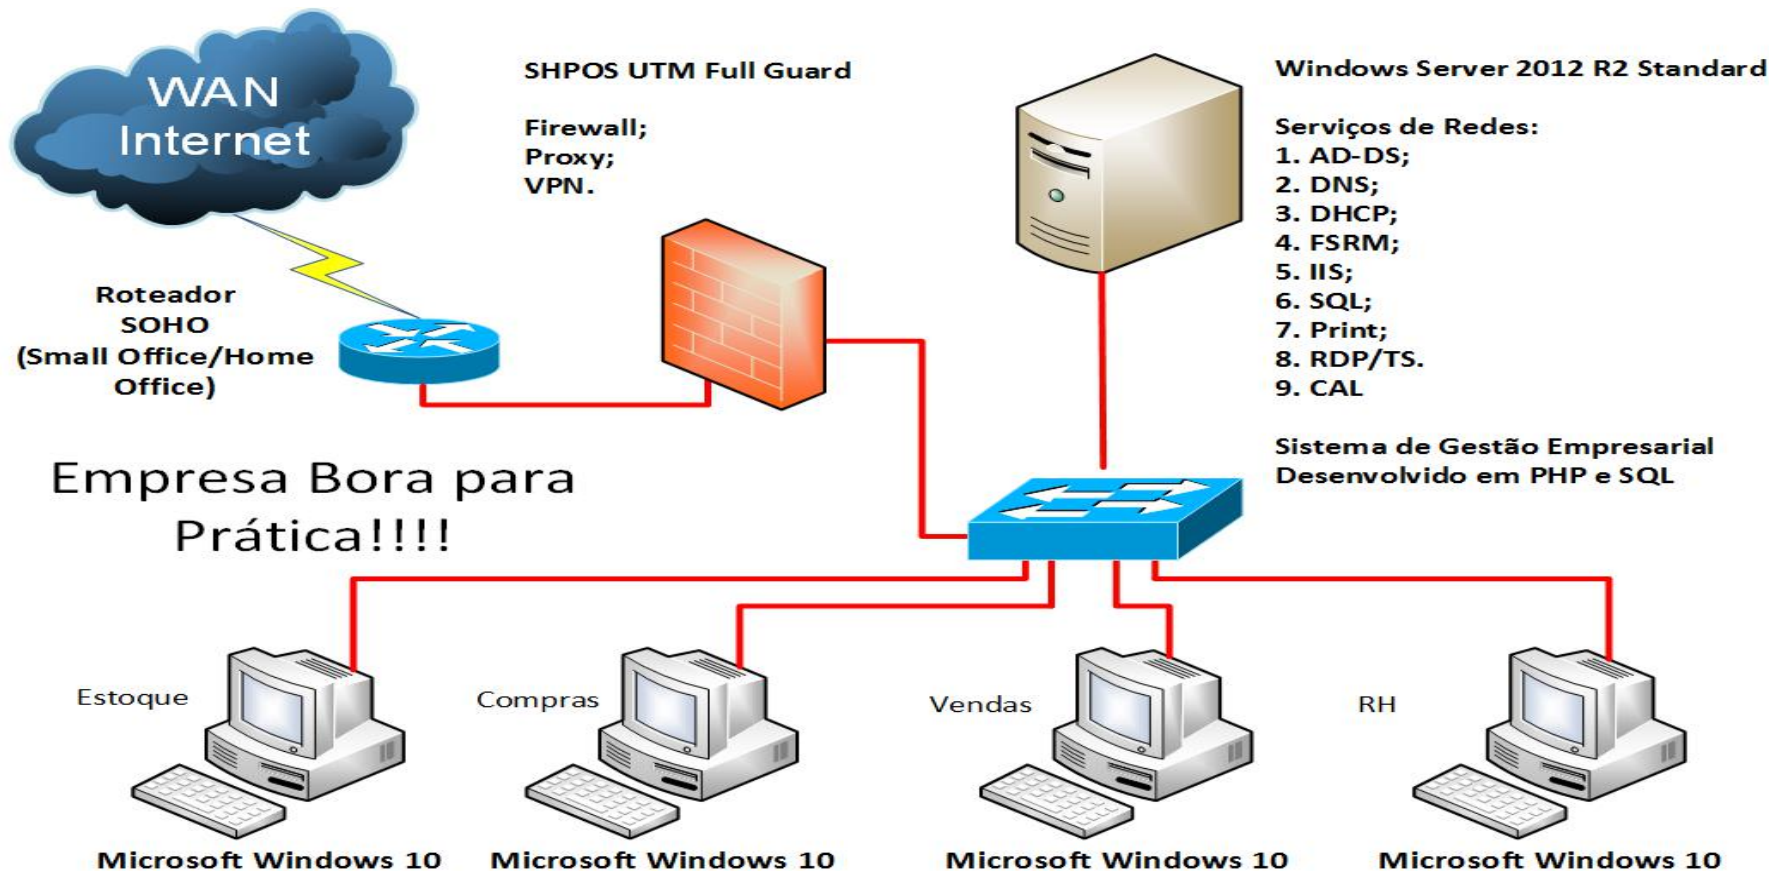 WAN
Internet
SHPOS UTM Full Guard
Firewall;
Proxy;
VPN.
Windows Server 2012 R2 Standard
Serviços de Redes:
1. AD-DS;
2. DNS;
3. DHCP;
4. FSRM;
5. IIS;
6. SQL;
7. Print;
8. RDP/TS.
9. CAL
Sistema de Gestão Empresarial
Desenvolvido em PHP e SQL
Roteador
SOHO
(Small Office/Home
Office)
Empresa Bora para
Prática!!!!
Estoque
Compras
Vendas
RH
Microsoft Windows 10
Microsoft Windows 10
Microsoft Windows 10
Microsoft Windows 10